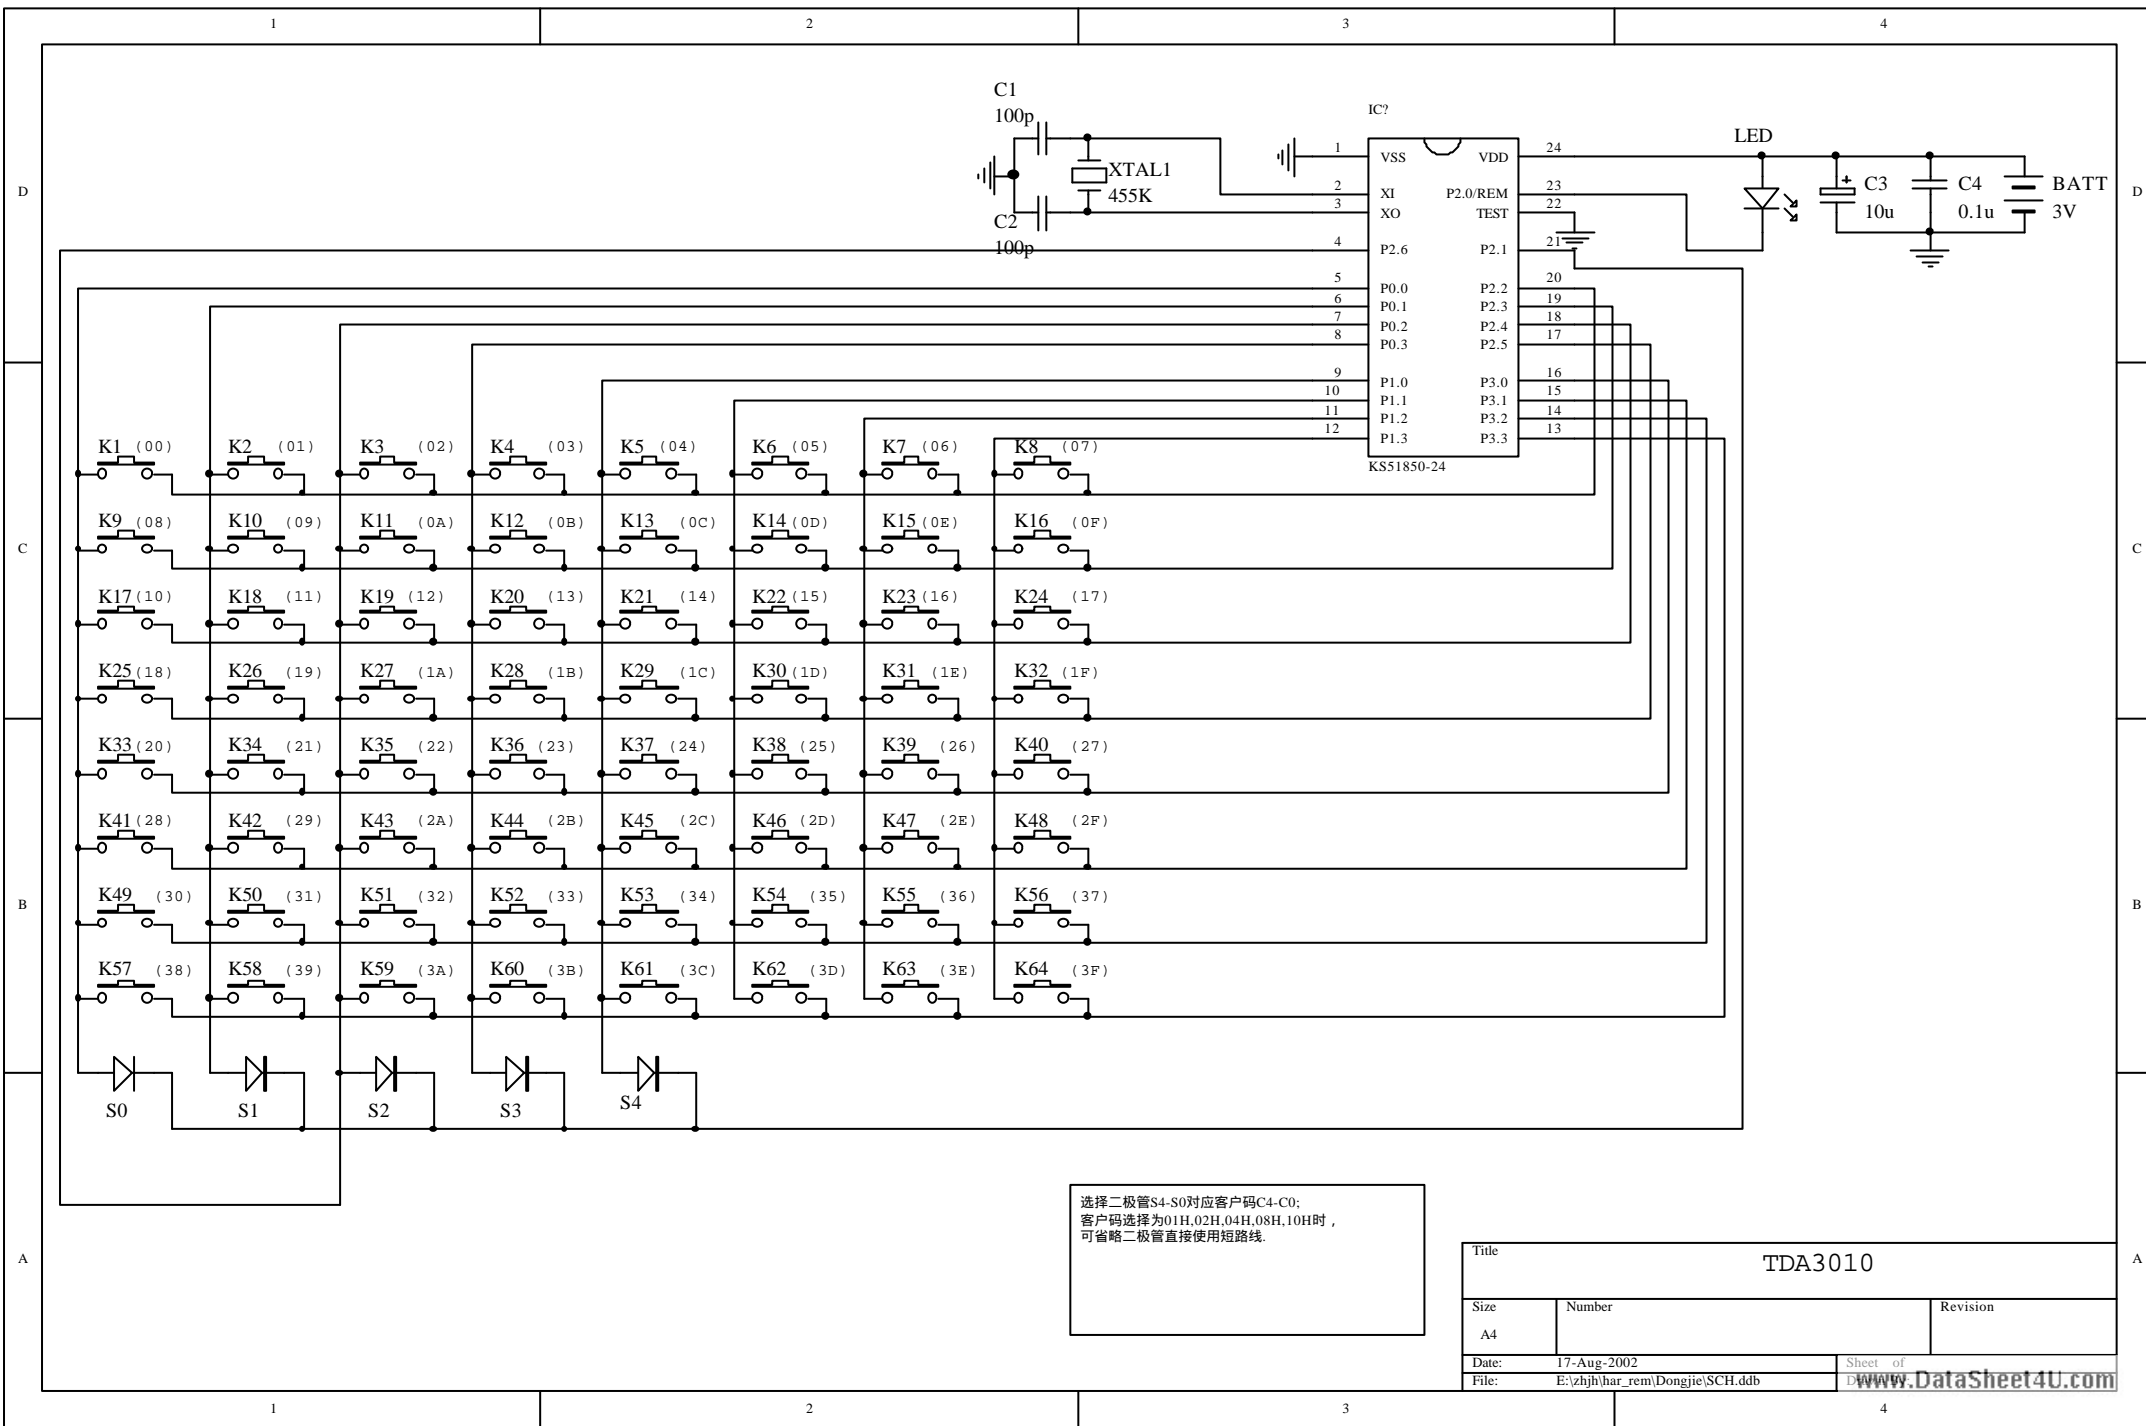 1 2 3 4
D D
C C
B B
A A
C1
100p
XTAL1
455K
C2
100p
IC?
1 VSS VDD 24
2 XI P2.0/REM 23
3 XO TEST 22
4 P2.6 P2.1 21
5 P0.0 P2.2 20
6 P0.1 P2.3 19
7 P0.2 P2.4 18
8 P0.3 P2.5 17
9 P1.0 P3.0 16
10 P1.1 P3.1 15
11 P1.2 P3.2 14
12 P1.3 P3.3 13
KS51850-24
LED
+ C3
10u
C4
0.1u
BATT
3V
K1 (00) K2 (01) K3 (02) K4 (03) K5 (04) K6 (05) K7 (06) K8 (07)
K9 (08) K10 (09) K11 (0A) K12 (0B) K13 (0C) K14 (0D) K15 (0E) K16 (0F)
K17 (10) K18 (11) K19 (12) K20 (13) K21 (14) K22 (15) K23 (16) K24 (17)
K25 (18) K26 (19) K27 (1A) K28 (1B) K29 (1C) K30 (1D) K31 (1E) K32 (1F)
K33 (20) K34 (21) K35 (22) K36 (23) K37 (24) K38 (25) K39 (26) K40 (27)
K41 (28) K42 (29) K43 (2A) K44 (2B) K45 (2C) K46 (2D) K47 (2E) K48 (2F)
K49 (30) K50 (31) K51 (32) K52 (33) K53 (34) K54 (35) K55 (36) K56 (37)
K57 (38) K58 (39) K59 (3A) K60 (3B) K61 (3C) K62 (3D) K63 (3E) K64 (3F)
S0 S1 S2 S3 S4
选择二极管S4-S0对应客户码C4-C0;
客户码选择为01H,02H,04H,08H,10H时，
可省略二极管直接使用短路线.
Title
TDA3010
Size Number Revision
A4
Date: 17-Aug-2002 Sheet of
File: E:\zhjh\har_rem\Dongjie\SCH.ddb
www.DataSheet4U.com
1 2 3 4